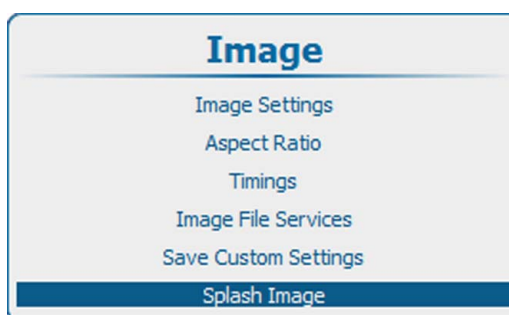 Image
Image Settings
Aspect Ratio
Timings
Image File Services
Save Custom Settings
Splash Image